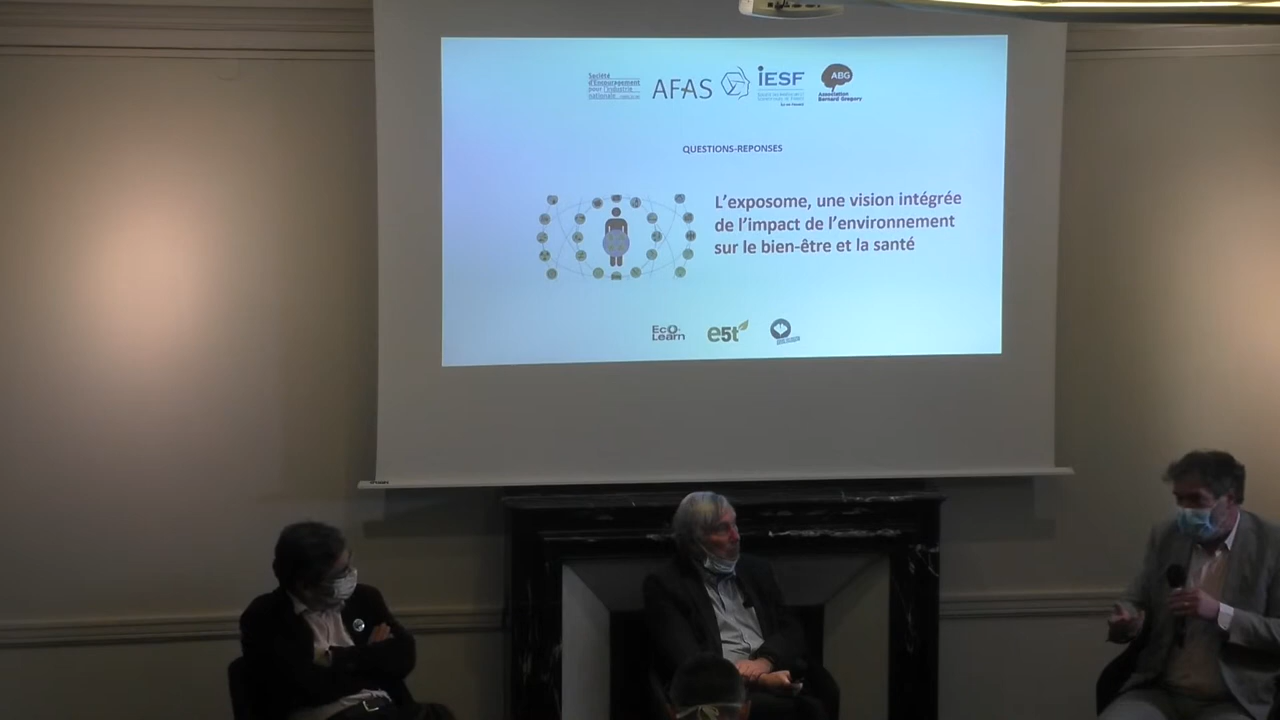 Société
d'Encouragement
pour l'Industrie
nationale
AFAS
iESF
ABG
Association
Bernard Gregory
QUESTIONS-REPONSES
L'exposome, une vision intégrée
de l'impact de l'environnement
sur le bien-être et la santé
EcO-
Learn
e5t